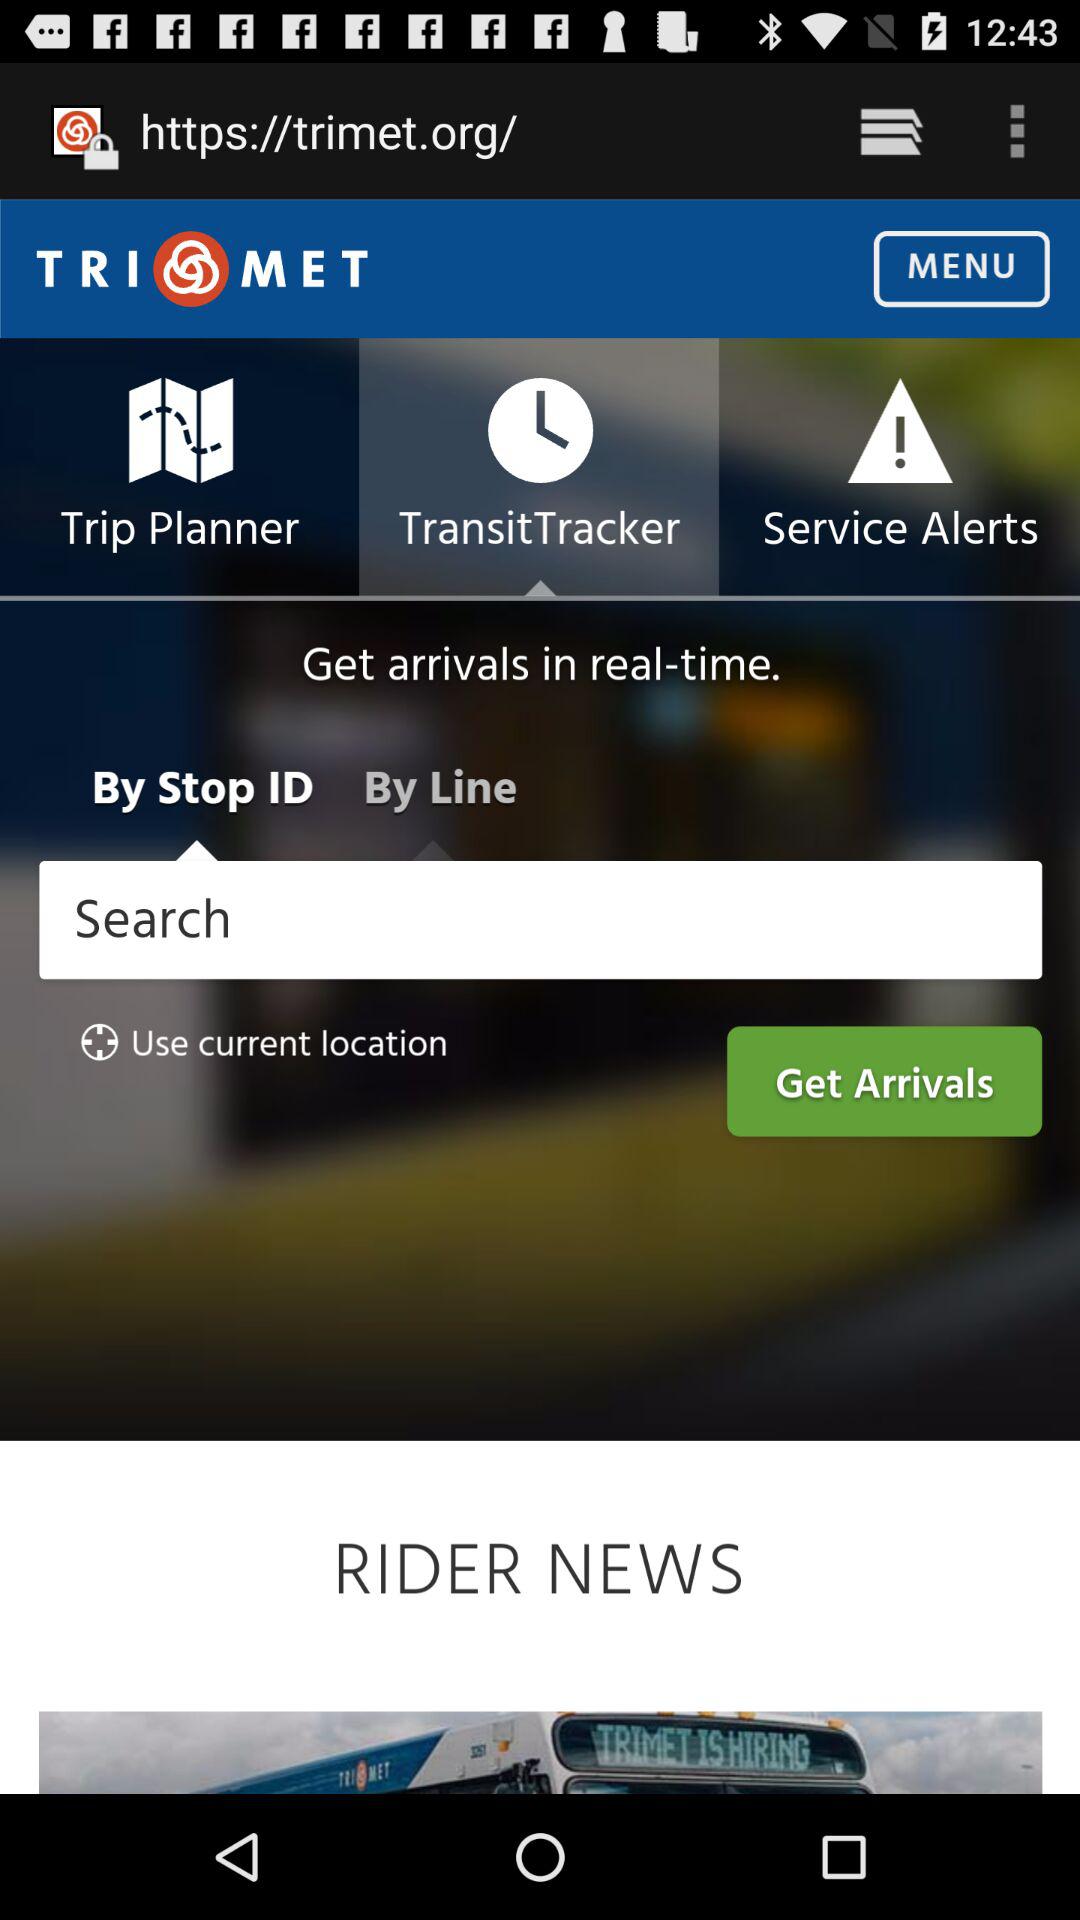 12:43
https://trimet.org/
TRI MET
MENU
Trip Planner
TransitTracker
Service Alerts
Get arrivals in real-time.
By Stop ID
By Line
Search
Use current location
Get Arrivals
RIDER NEWS
TRIMET IS HIRING
3251
TRI MET